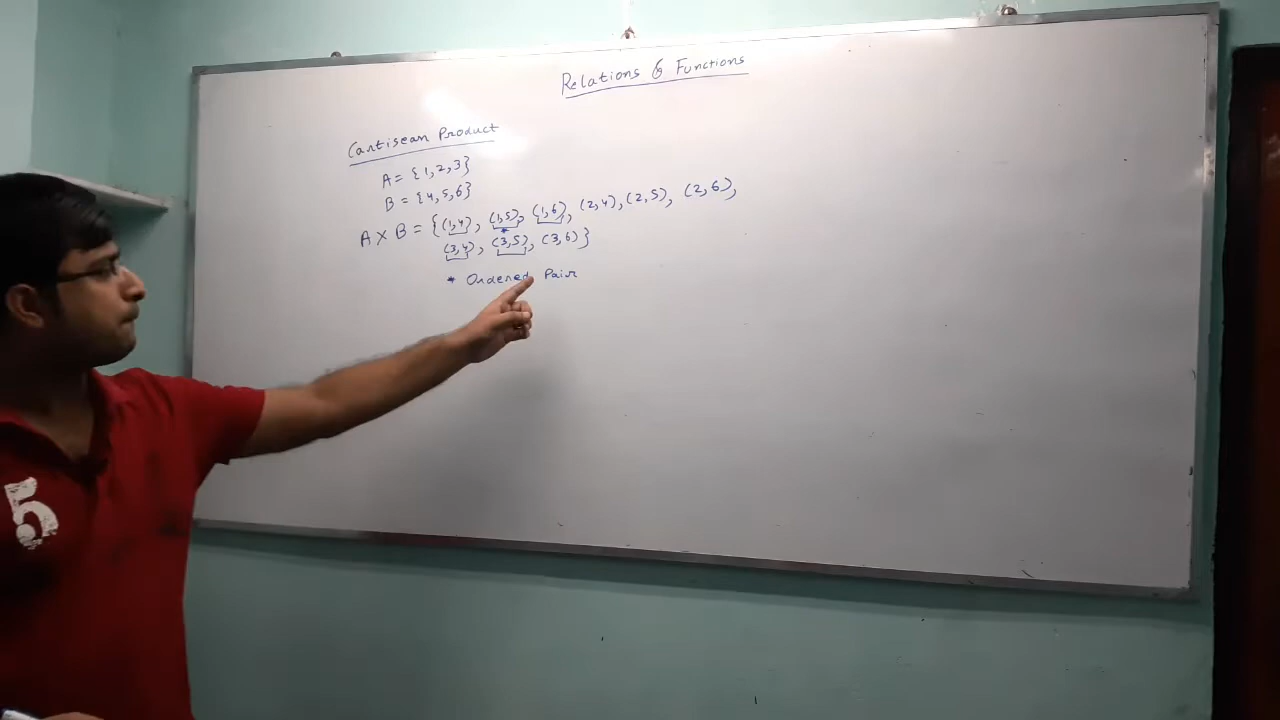 Relations & Functions
Cartisean Product
A = {1,2,3}
B = {4,5,6}
A × B = {(1,4), (1,5), (1,6), (2,4), (2,5), (2,6),
(3,4), (3,5), (3,6)}
* Ordered Pair
5